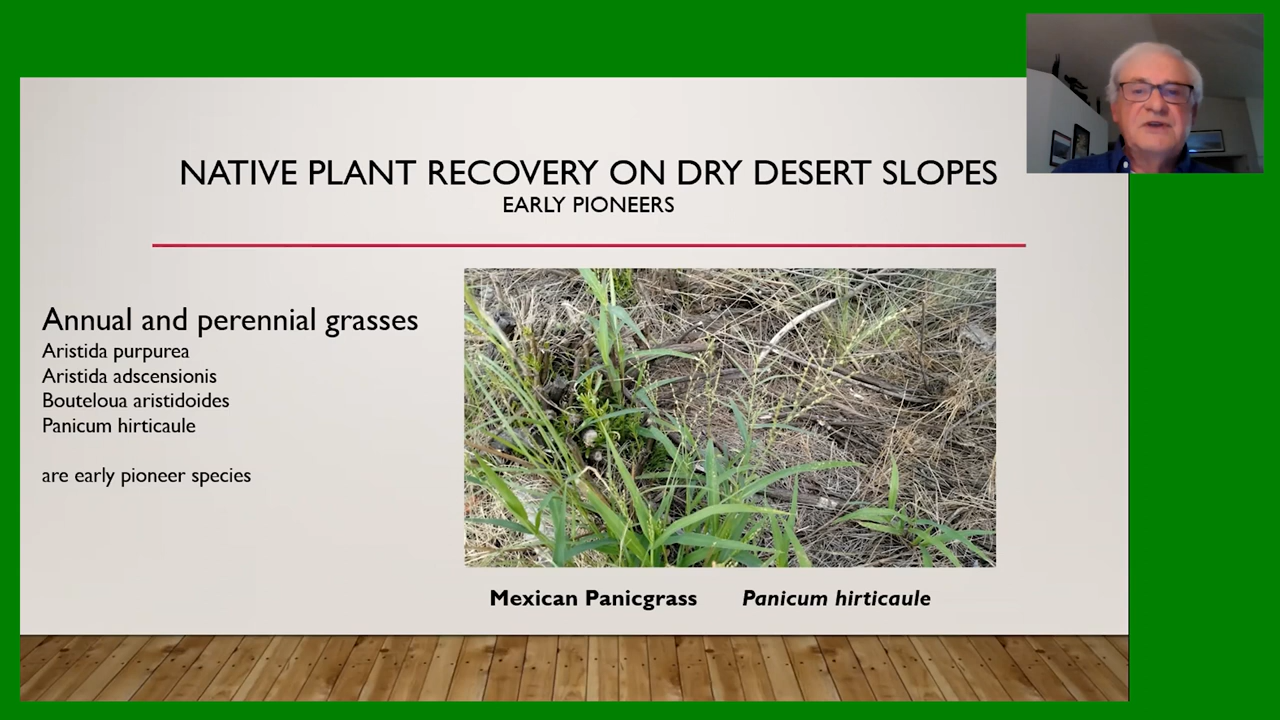 NATIVE PLANT RECOVERY ON DRY DESERT SLOPES
EARLY PIONEERS
Annual and perennial grasses
Aristida purpurea
Aristida adscensionis
Bouteloua aristidoides
Panicum hirticaule
are early pioneer species
Mexican Panicgrass Panicum hirticaule